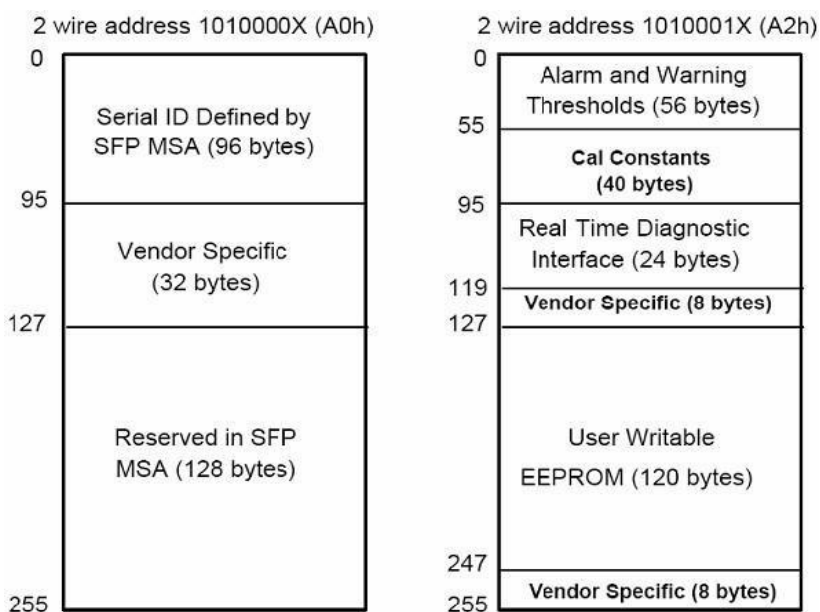 2 wire address 1010000X (A0h)
0
Serial ID Defined by
SFP MSA (96 bytes)
95
Vendor Specific
(32 bytes)
127
Reserved in SFP
MSA (128 bytes)
255
2 wire address 1010001X (A2h)
0
Alarm and Warning
Thresholds (56 bytes)
55
Cal Constants
(40 bytes)
95
Real Time Diagnostic
Interface (24 bytes)
119
Vendor Specific (8 bytes)
127
User Writable
EEPROM (120 bytes)
247
Vendor Specific (8 bytes)
255